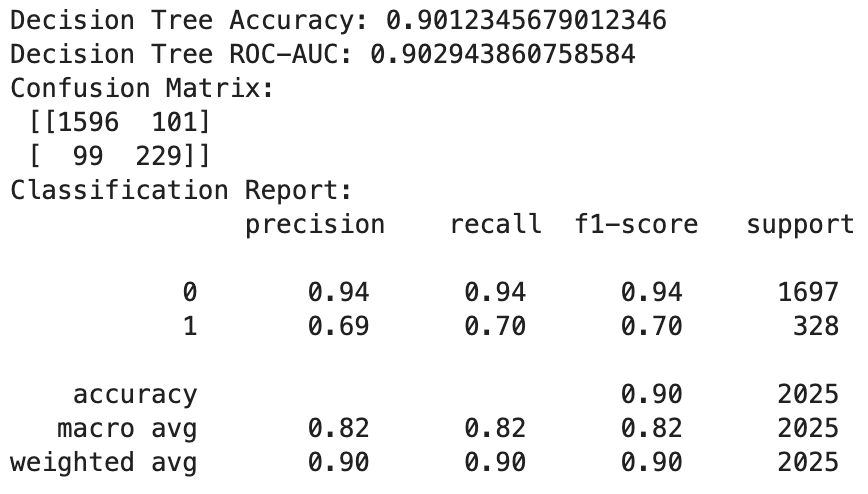 Decision Tree Accuracy: 0.9012345679012346
Decision Tree ROC-AUC: 0.902943860758584
Confusion Matrix:
[[1596 101]
[ 99 229]]
Classification Report:
precision recall f1-score support
0 0.94 0.94 0.94 1697
1 0.69 0.70 0.70 328
accuracy 0.90 2025
macro avg 0.82 0.82 0.82 2025
weighted avg 0.90 0.90 0.90 2025